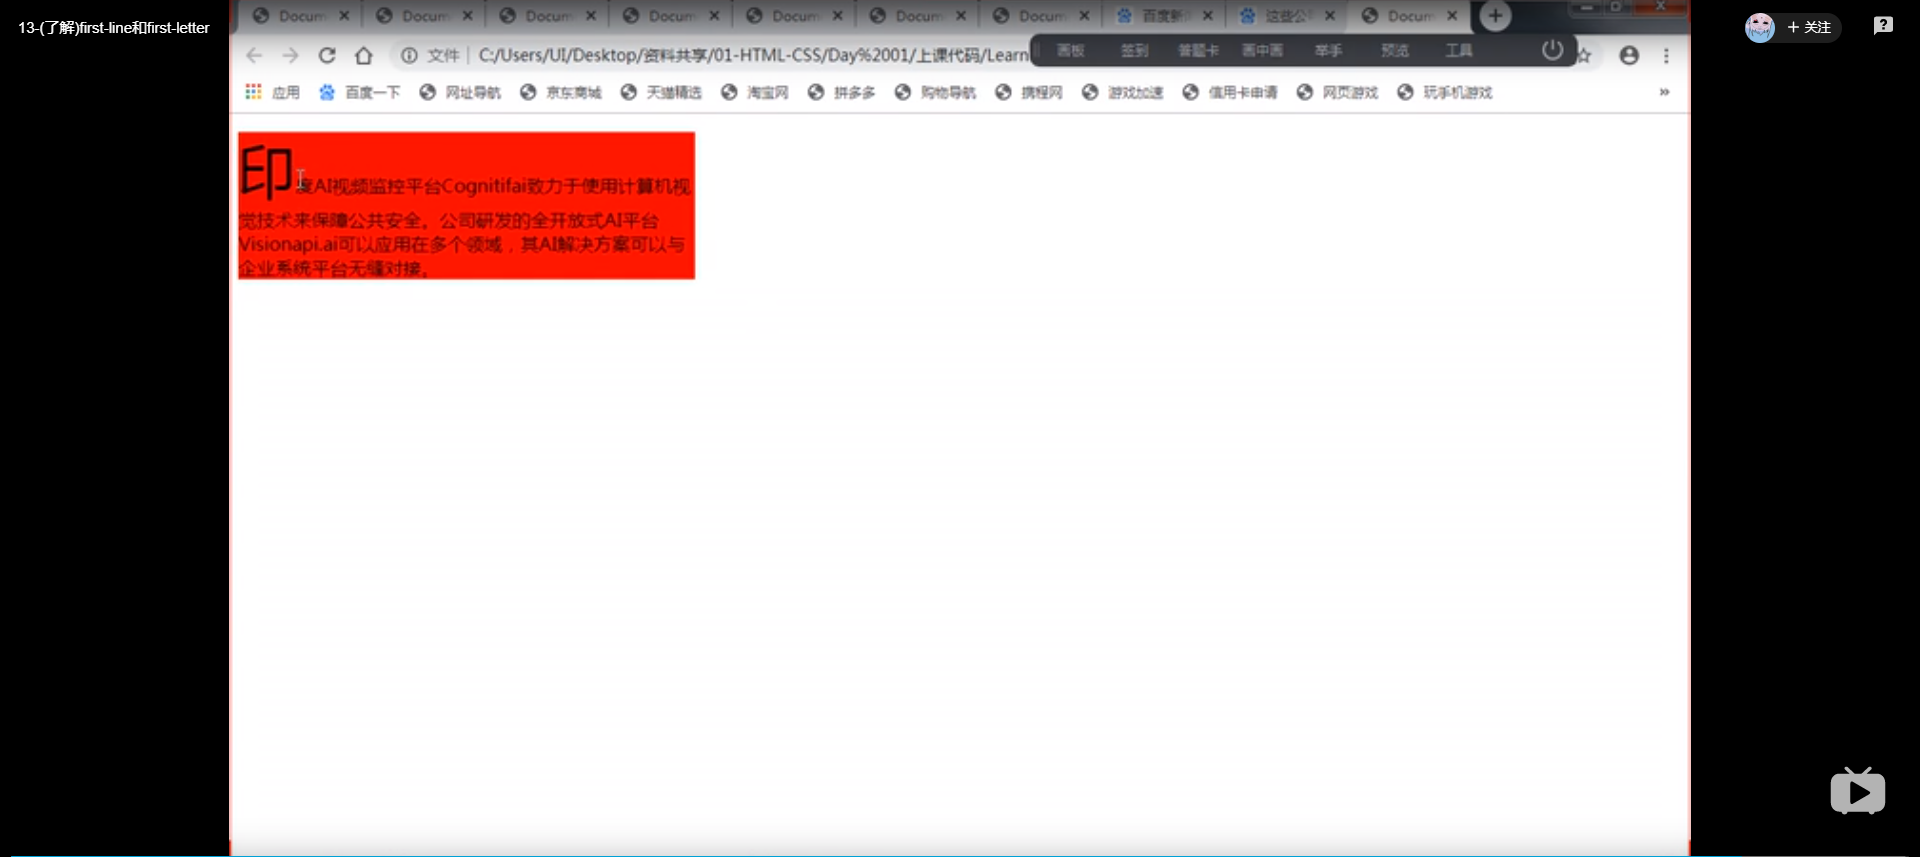 13-(了解)first-line和first-letter
Docum Docum Docum Docum Docum Docum Docum 百度新 这些公 Docum
+ 关注
文件 C:/Users/UI/Desktop/资料共享/01-HTML-CSS/Day%2001/上课代码/Learn
画板 签到 答题卡 画中画 举手 预览 工具
应用 百度一下 网址导航 京东商城 天猫精选 淘宝网 拼多多 购物导航 携程网 游戏加速 信用卡申请 网页游戏 玩手机游戏 »
印度AI视频监控平台Cognitifai致力于使用计算机视
觉技术来保障公共安全。公司研发的全开放式AI平台
Visionapi.ai可以应用在多个领域，其AI解决方案可以与
企业系统平台无缝对接。